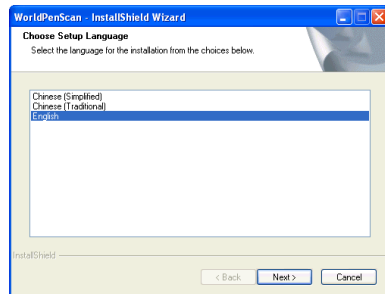 WorldPenScan - InstallShield Wizard
Choose Setup Language
Select the language for the installation from the choices below.
Chinese (Simplified)
Chinese (Traditional)
English
InstallShield
< Back Next > Cancel